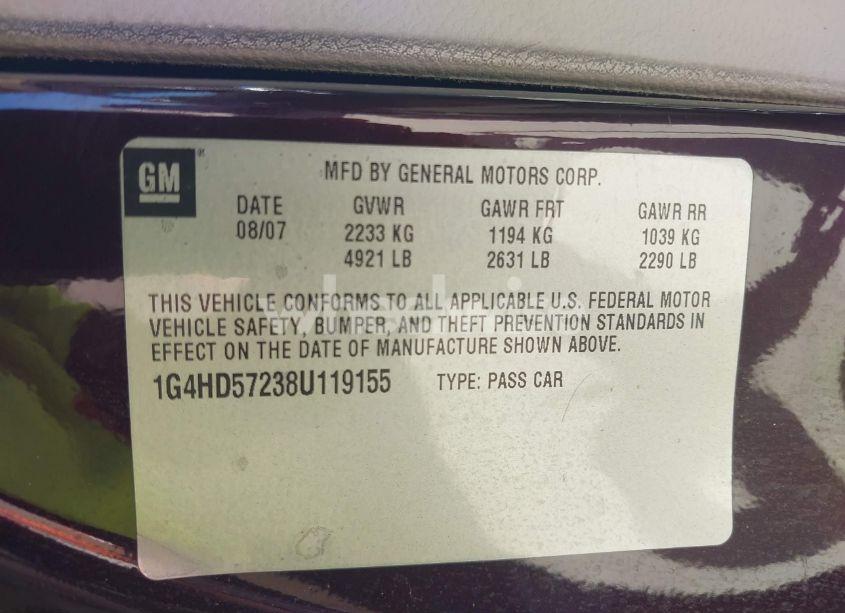 GM
MFD BY GENERAL MOTORS CORP.
DATE GVWR GAWR FRT GAWR RR
08/07 2233 KG 1194 KG 1039 KG
4921 LB 2631 LB 2290 LB
THIS VEHICLE CONFORMS TO ALL APPLICABLE U.S. FEDERAL MOTOR
VEHICLE SAFETY, BUMPER, AND THEFT PREVENTION STANDARDS IN
EFFECT ON THE DATE OF MANUFACTURE SHOWN ABOVE.
1G4HD57238U119155 TYPE: PASS CAR